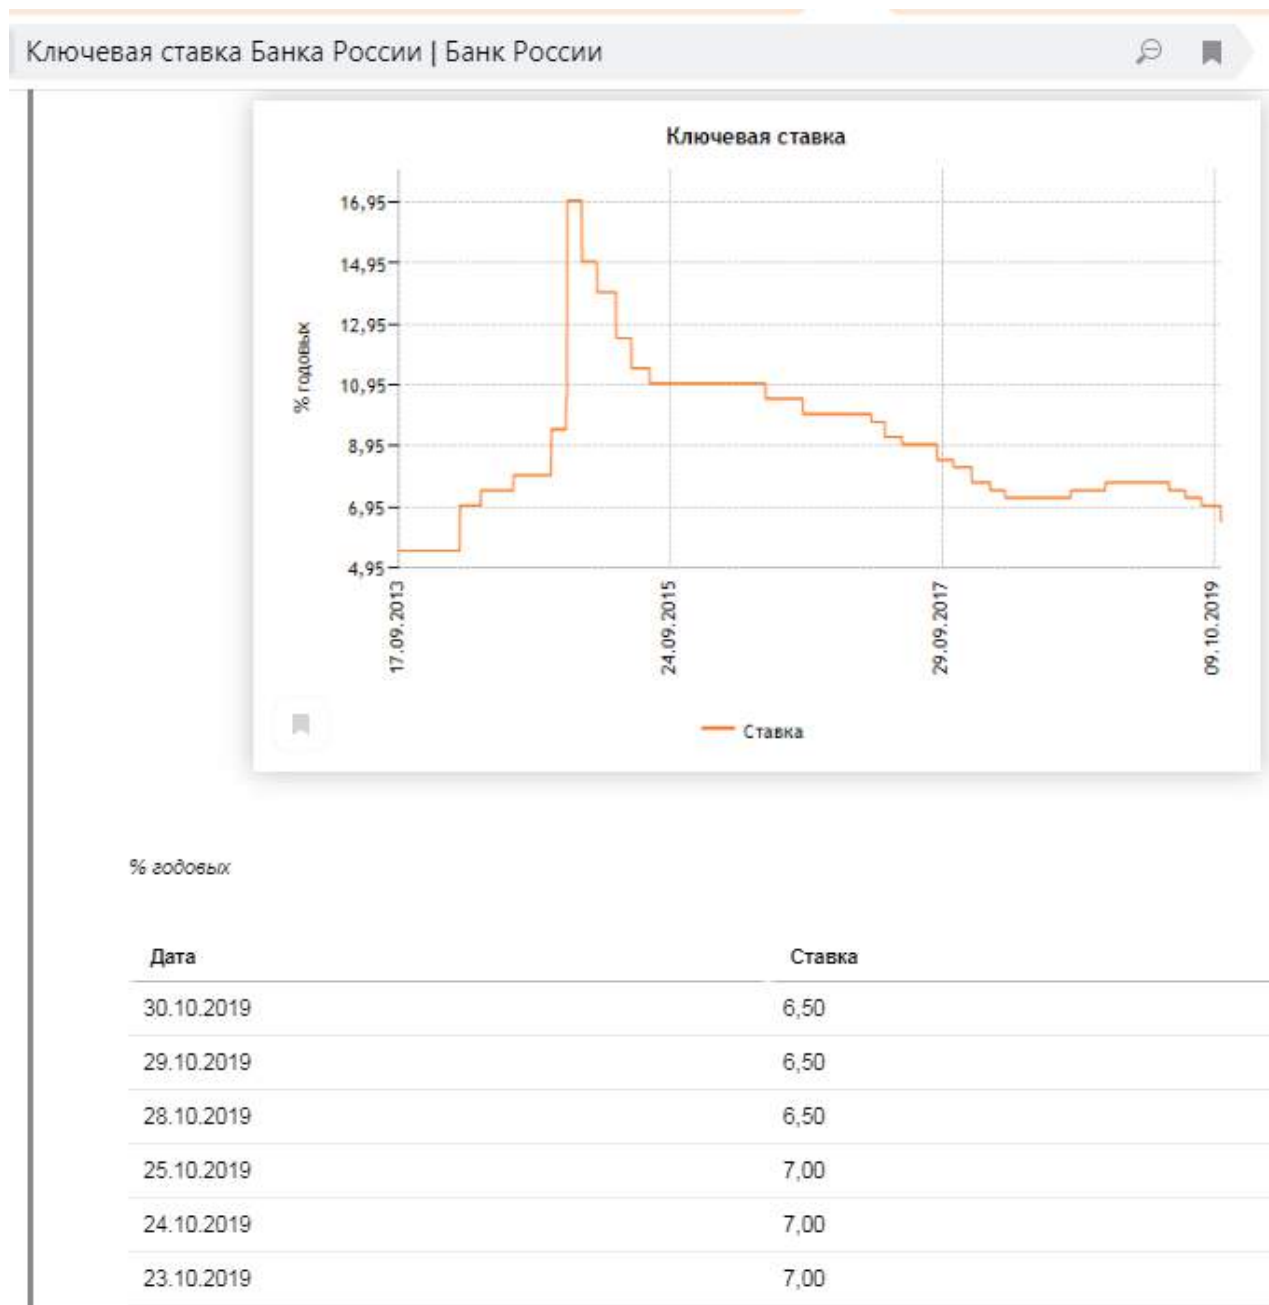 Ключевая ставка Банка России | Банк России
Ключевая ставка
% годовых
16,95
14,95
12,95
10,95
8,95
6,95
4,95
17.09.2013
24.09.2015
29.09.2017
09.10.2019
Ставка
% годовых
Дата Ставка
30.10.2019 6,50
29.10.2019 6,50
28.10.2019 6,50
25.10.2019 7,00
24.10.2019 7,00
23.10.2019 7,00